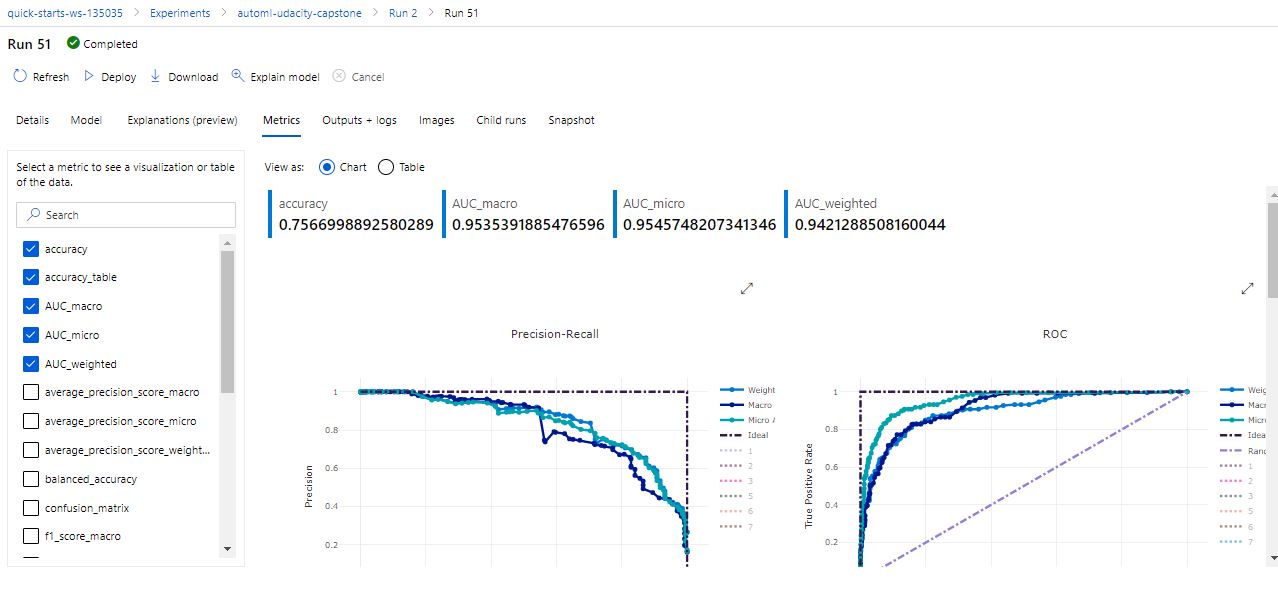 quick-starts-ws-135035 > Experiments > automl-udacity-capstone > Run 2 > Run 51
Run 51 Completed
Refresh Deploy Download Explain model Cancel
Details Model Explanations (preview) Metrics Outputs + logs Images Child runs Snapshot
Select a metric to see a visualization or table
of the data.
Search
accuracy
accuracy_table
AUC_macro
AUC_micro
AUC_weighted
average_precision_score_macro
average_precision_score_micro
average_precision_score_weight...
balanced_accuracy
confusion_matrix
f1_score_macro
View as: Chart Table
accuracy
0.7566998892580289
AUC_macro
0.9535391885476596
AUC_micro
0.9545748207341346
AUC_weighted
0.9421288508160044
Precision-Recall
Precision
1
0.8
0.6
0.4
0.2
Weight
Macro
Micro A
Ideal
1
2
3
5
6
7
ROC
True Positive Rate
1
0.8
0.6
0.4
0.2
Weig
Macr
Micr
Idea
Rand
1
2
3
5
6
7